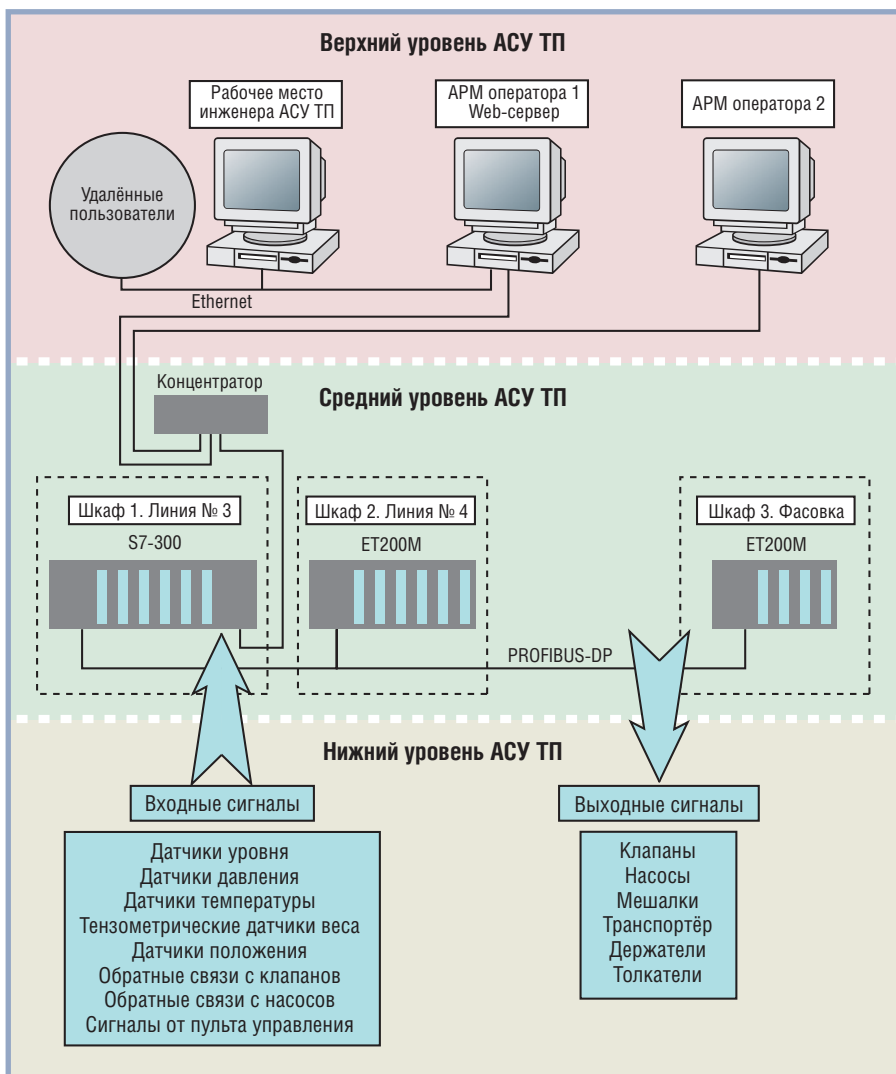 Верхний уровень АСУ ТП
Рабочее место
инженера АСУ ТП
АРМ оператора 1
Web-сервер
АРМ оператора 2
Удалённые
пользователи
Ethernet
Концентратор
Средний уровень АСУ ТП
Шкаф 1. Линия № 3
Шкаф 2. Линия № 4
Шкаф 3. Фасовка
S7-300
ET200M
ET200M
PROFIBUS-DP
Нижний уровень АСУ ТП
Входные сигналы
Выходные сигналы
Датчики уровня
Датчики давления
Датчики температуры
Тензометрические датчики веса
Датчики положения
Обратные связи с клапанов
Обратные связи с насосов
Сигналы от пульта управления
Клапаны
Насосы
Мешалки
Транспортёр
Держатели
Толкатели